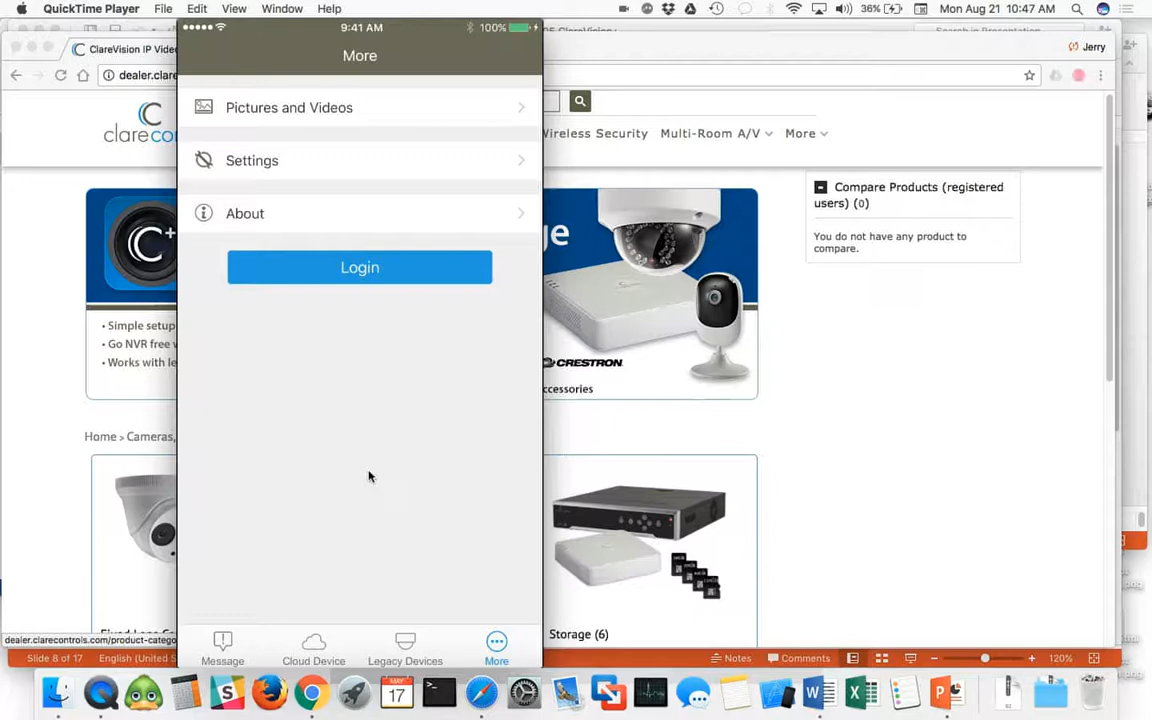 QuickTime Player File Edit View Window Help
36% Mon Aug 21 10:47 AM
9:41 AM 100%
More
Pictures and Videos
Settings
About
Login
Message
Cloud Device
Legacy Devices
More
ClareVision IP Vide
Jerry
dealer.clare
clareco
Wireless Security Multi-Room A/V More
Compare Products (registered
users) (0)
You do not have any product to
compare.
C+
ge
• Simple setup
• Go NVR free v
• Works with le
CRESTRON
ccessories
Home > Cameras,
Storage (6)
dealer.clarecontrols.com/product-catego
Slide 8 of 17 English (United S
Notes Comments 120%
MAY
17